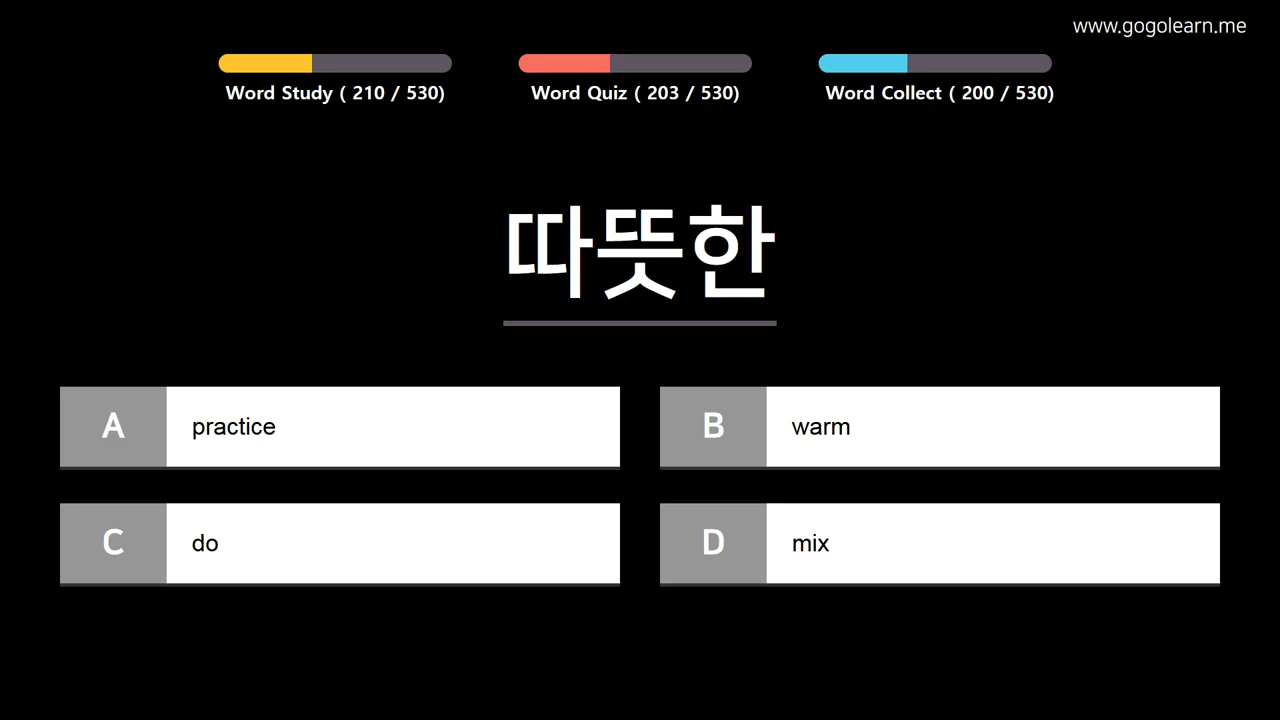 www.gogolearn.me
Word Study ( 210 / 530)
Word Quiz ( 203 / 530)
Word Collect ( 200 / 530)
따뜻한
A practice
B warm
C do
D mix